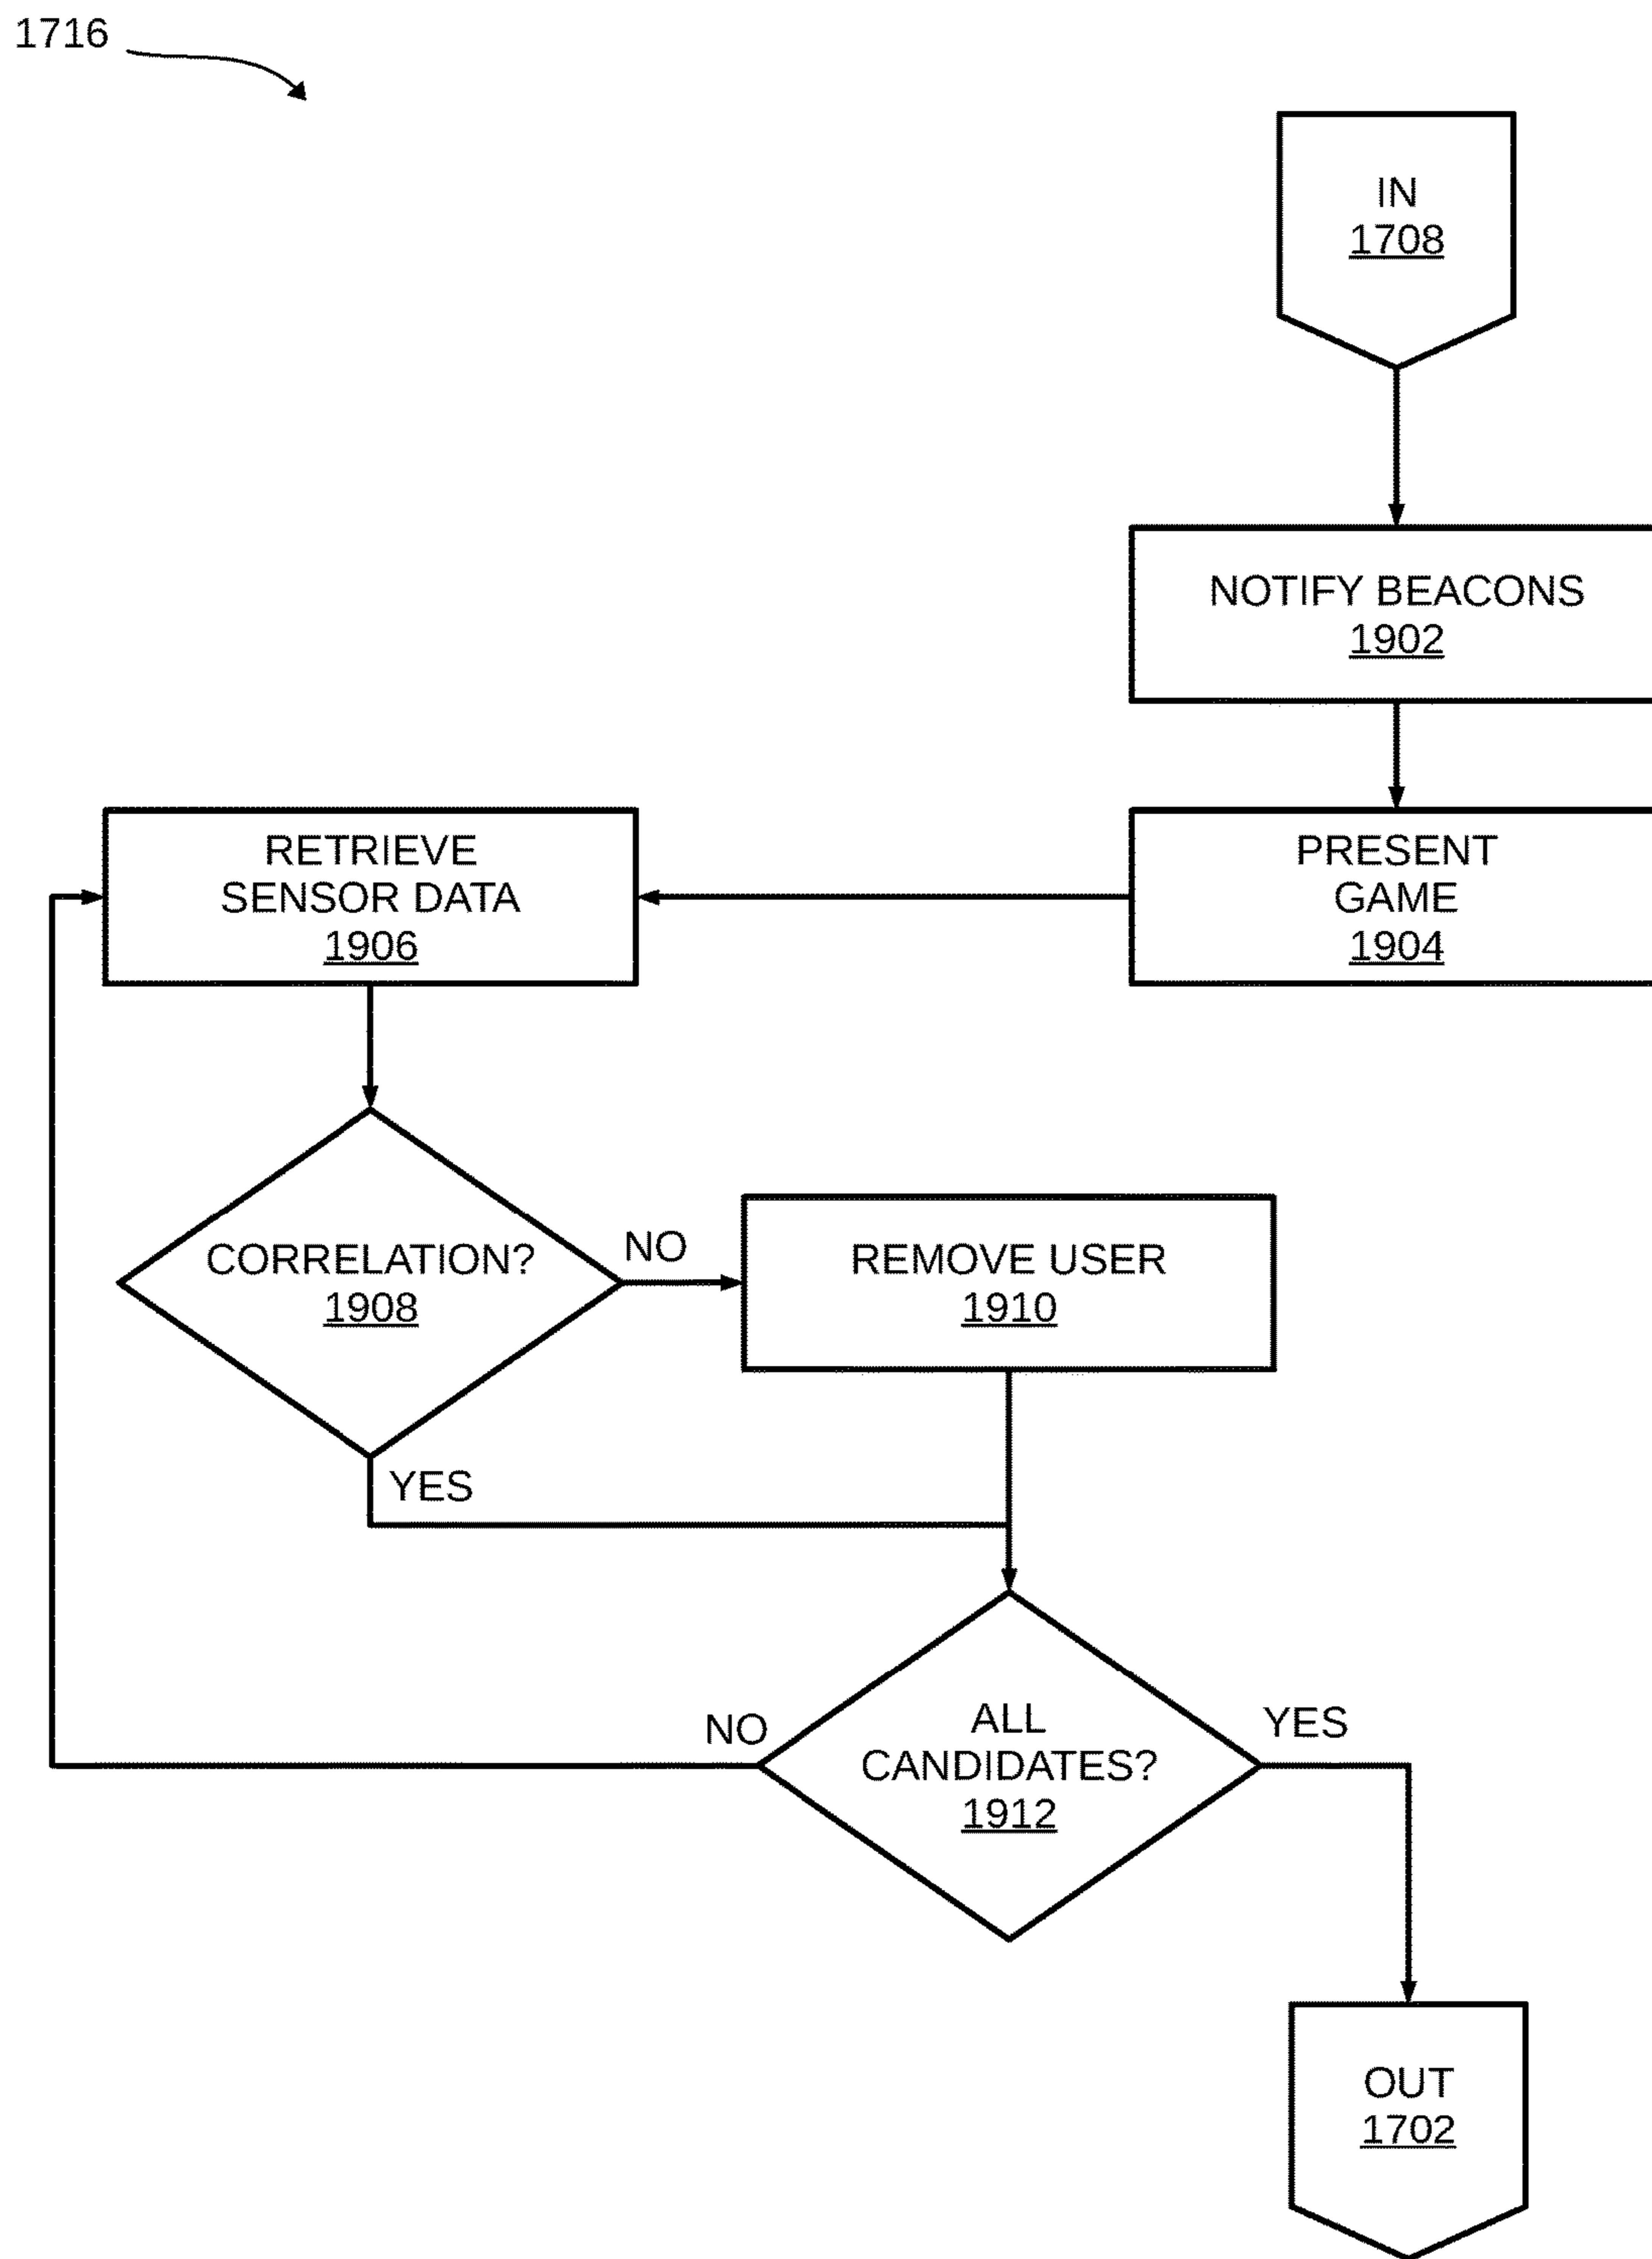 1716
IN
1708
NOTIFY BEACONS
1902
PRESENT
GAME
1904
RETRIEVE
SENSOR DATA
1906
CORRELATION?
1908
NO
REMOVE USER
1910
YES
ALL
CANDIDATES?
1912
NO
YES
OUT
1702